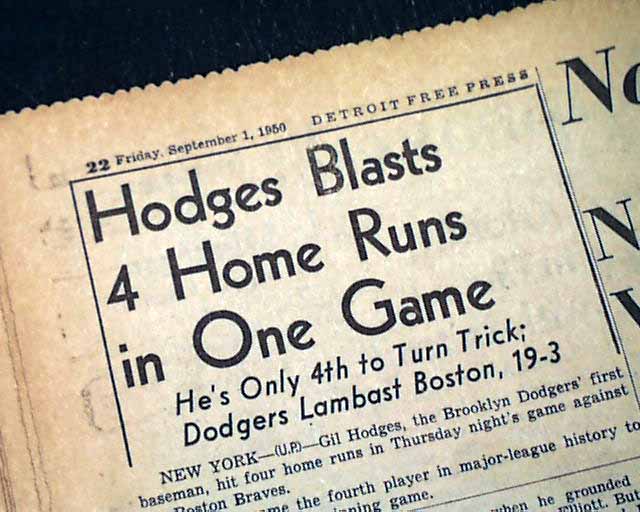 22 Friday, September 1, 1950 DETROIT FREE PRESS
Hodges Blasts
4 Home Runs
in One Game
He's Only 4th to Turn Trick;
Dodgers Lambast Boston, 19-3
NEW YORK—(U.P.)—Gil Hodges, the Brooklyn Dodgers' first
baseman, hit four home runs in Thursday night's game against
Boston Braves.
the fourth player in major-league history to
game.
when he grounded
Elliott. But
No
N